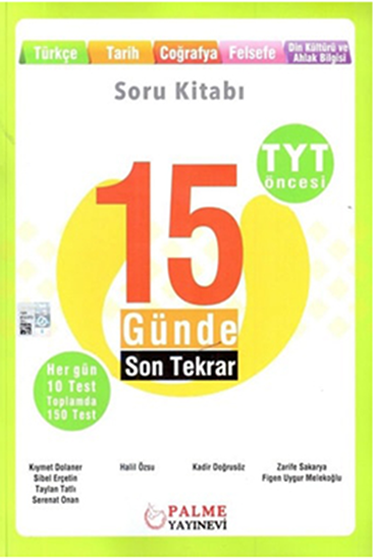 Türkçe
Tarih
Coğrafya
Felsefe
Din Kültürü ve
Ahlak Bilgisi
Soru Kitabı
TYT
öncesi
15
Günde
Son Tekrar
Her gün
10 Test
Toplamda
150 Test
Kıymet Dolaner
Sibel Erçetin
Taylan Tatlı
Serenat Onan
Halil Özsu
Kadir Doğrusöz
Zarife Sakarya
Figen Uygur Melekoğlu
PALME
YAYINEVİ